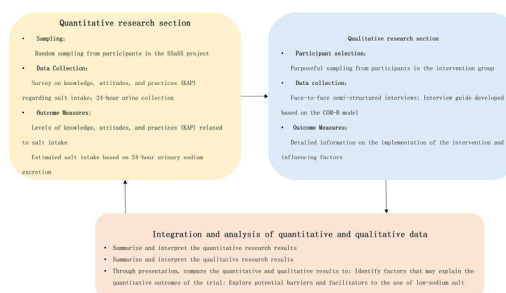 Quantitative research section
• Sampling:
Random sampling from participants in the SSaSS project
• Data Collection:
Survey on knowledge, attitudes, and practices (KAP)
regarding salt intake; 24-hour urine collection
• Outcome Measures:
Levels of knowledge, attitudes, and practices (KAP) related
to salt intake
Estimated salt intake based on 24-hour urinary sodium
excretion
Qualitative research section
• Participant selection:
Purposeful sampling from participants in the intervention group
• Data collection:
Face-to-face semi-structured interviews; Interview guide developed
based on the COM-B model
• Outcome Measures:
Detailed information on the implementation of the intervention and
influencing factors
Integration and analysis of quantitative and qualitative data
• Summarize and interpret the quantitative research results
• Summarize and interpret the qualitative research results
• Through presentation, compare the quantitative and qualitative results to: Identify factors that may explain the
quantitative outcomes of the trial; Explore potential barriers and facilitators to the use of low-sodium salt